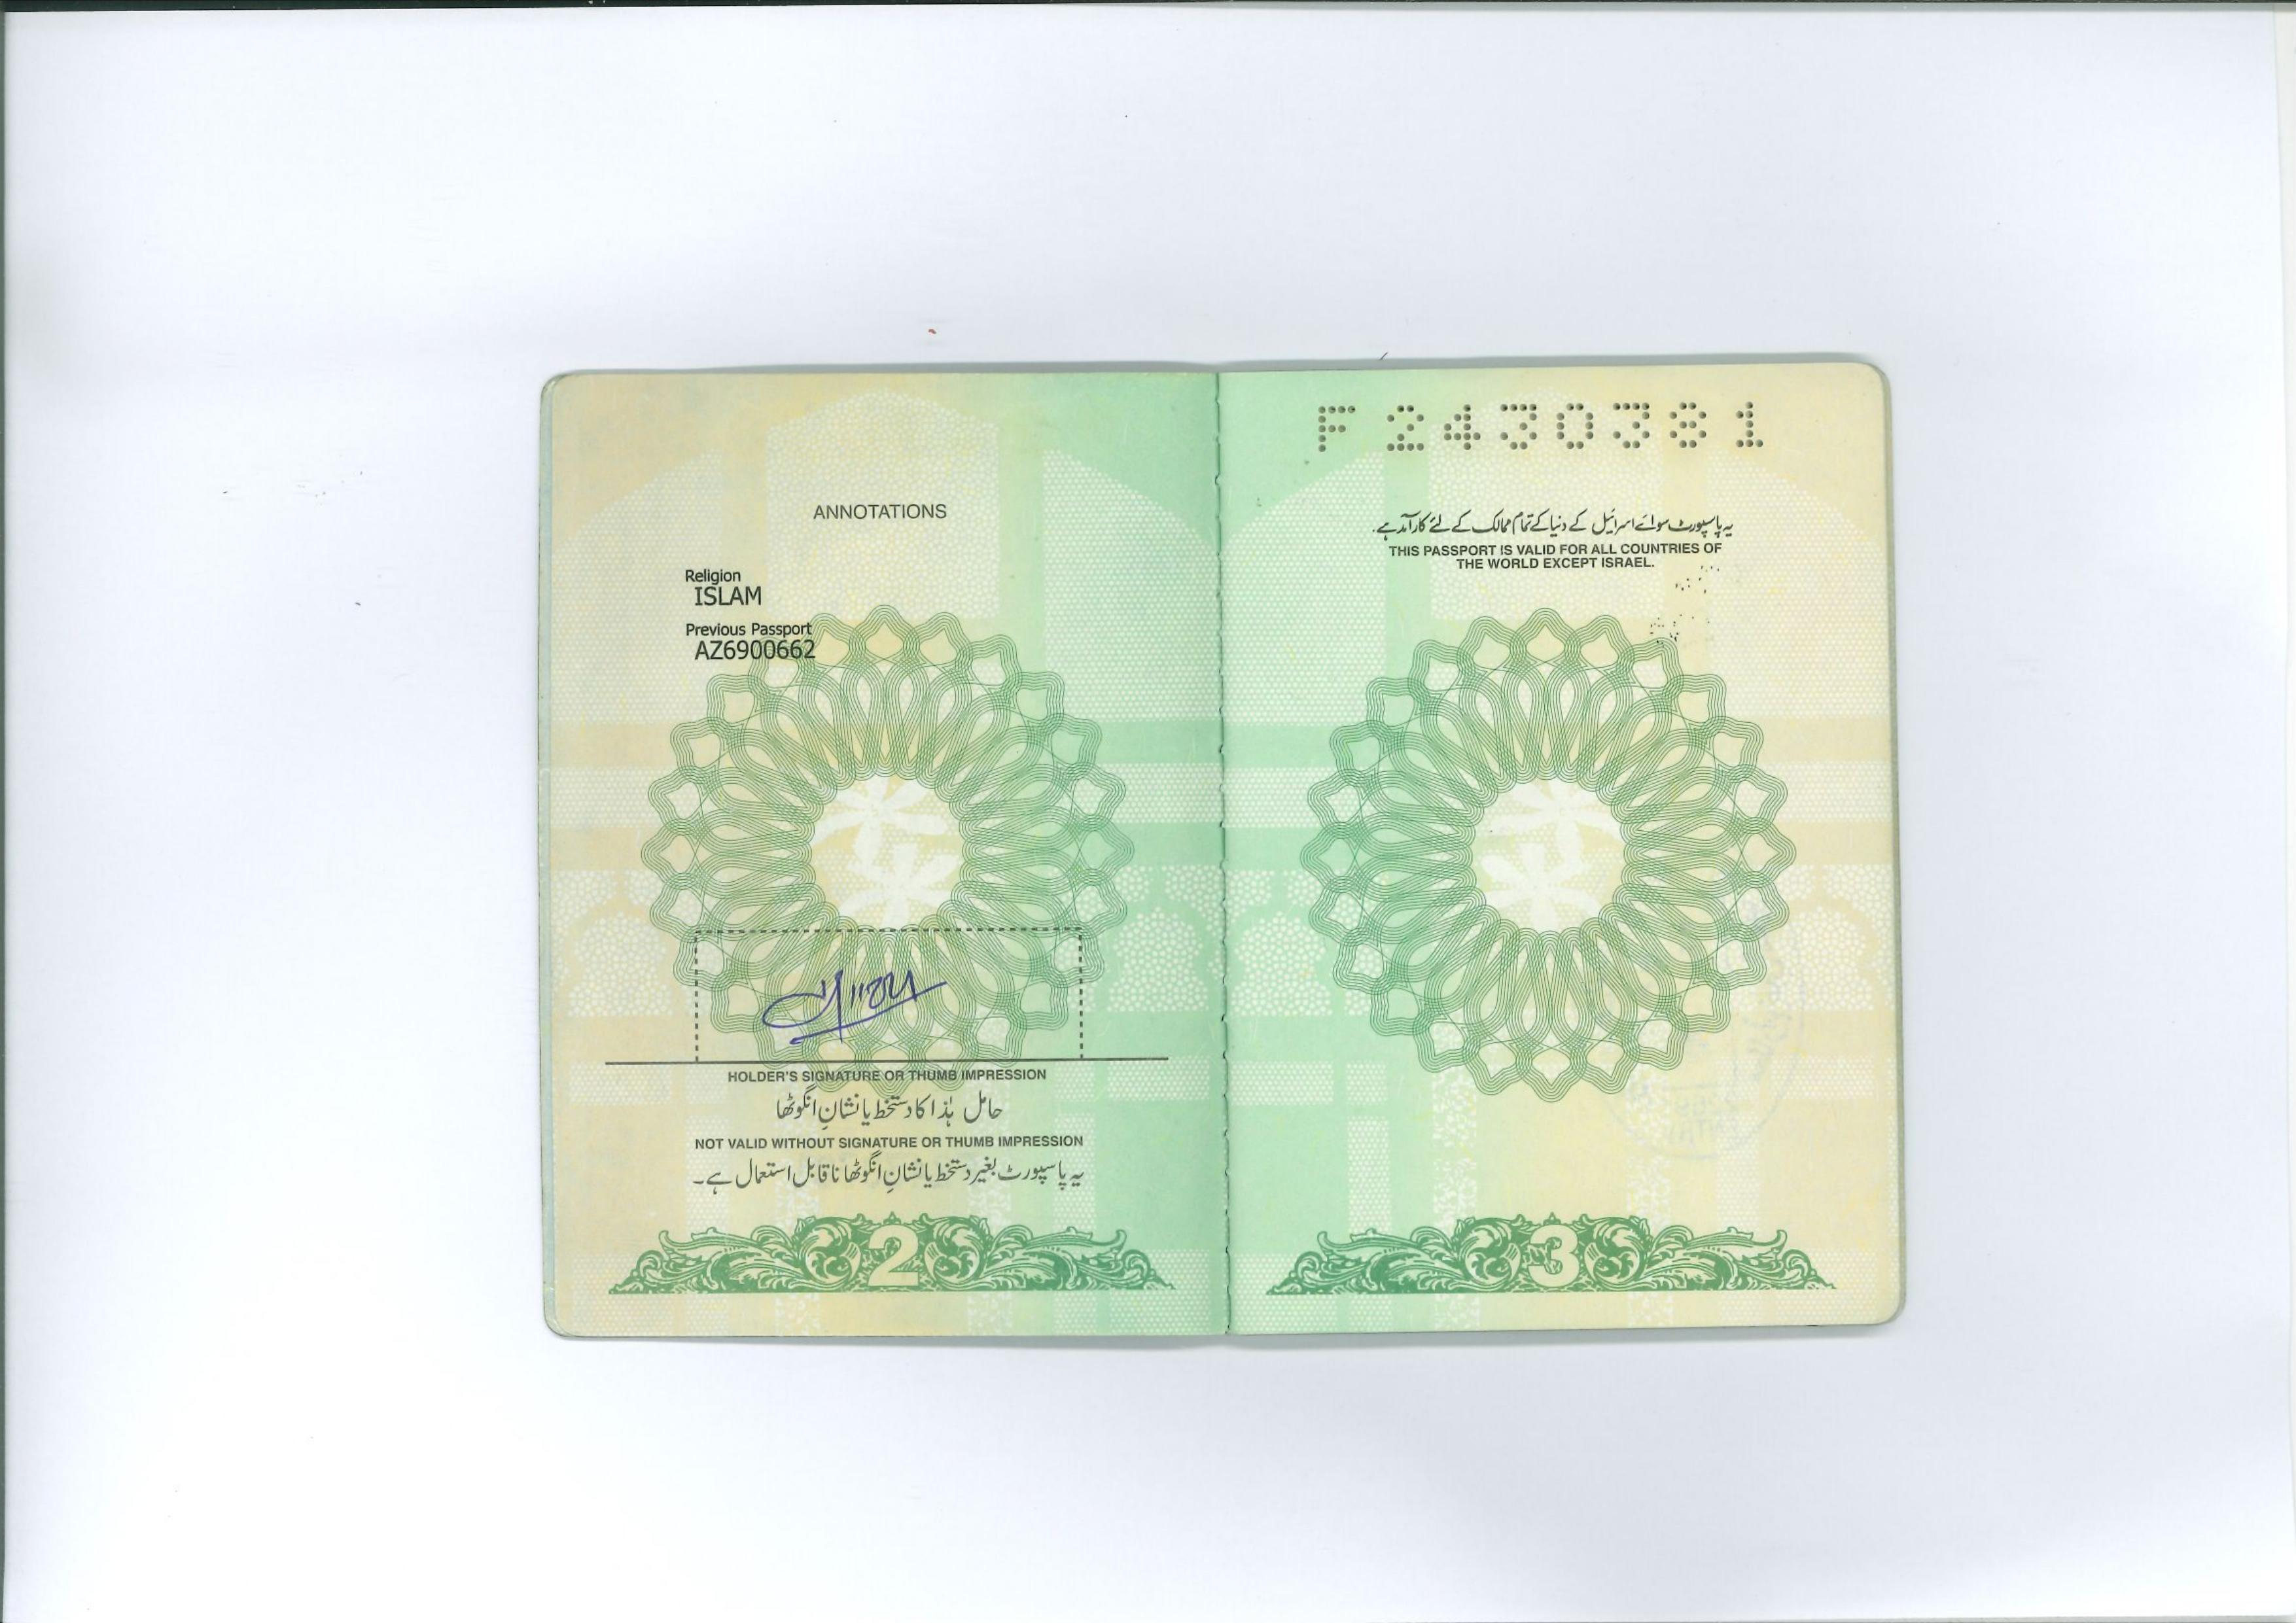 ANNOTATIONS
Religion
ISLAM
Previous Passport
AZ6900662
HOLDER'S SIGNATURE OR THUMB IMPRESSION
حامل ہٰذا کا دستخط یا نشانِ انگوٹھا
NOT VALID WITHOUT SIGNATURE OR THUMB IMPRESSION
یہ پاسپورٹ بغیر دستخط یا نشانِ انگوٹھا ناقابل استعمال ہے۔
2
F2430381
یہ پاسپورٹ سوائے اسرائیل کے دنیا کے تمام ممالک کے لئے کارآمد ہے۔
THIS PASSPORT IS VALID FOR ALL COUNTRIES OF
THE WORLD EXCEPT ISRAEL.
3